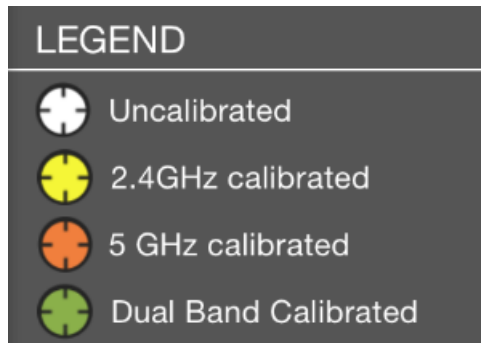 LEGEND
Uncalibrated
2.4GHz calibrated
5 GHz calibrated
Dual Band Calibrated